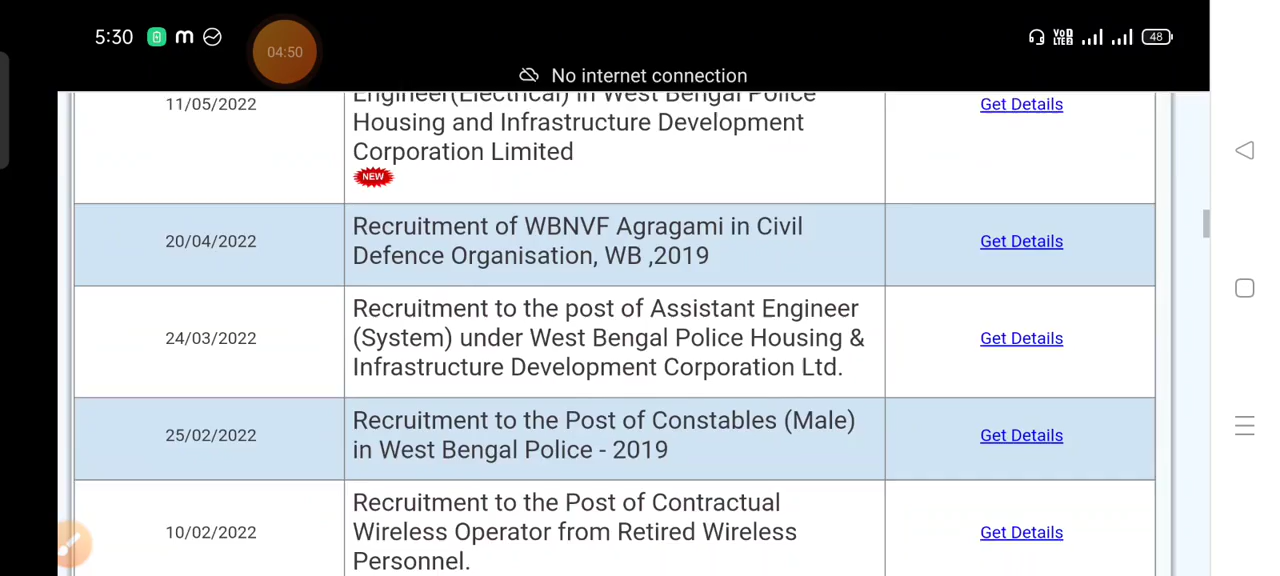 5:30
04:50
VoD LTE 2
48
No internet connection
11/05/2022
Engineer(Electrical) in West Bengal Police
Housing and Infrastructure Development
Corporation Limited
NEW
Get Details
20/04/2022
Recruitment of WBNVF Agragami in Civil
Defence Organisation, WB ,2019
Get Details
24/03/2022
Recruitment to the post of Assistant Engineer
(System) under West Bengal Police Housing &
Infrastructure Development Corporation Ltd.
Get Details
25/02/2022
Recruitment to the Post of Constables (Male)
in West Bengal Police - 2019
Get Details
10/02/2022
Recruitment to the Post of Contractual
Wireless Operator from Retired Wireless
Personnel.
Get Details